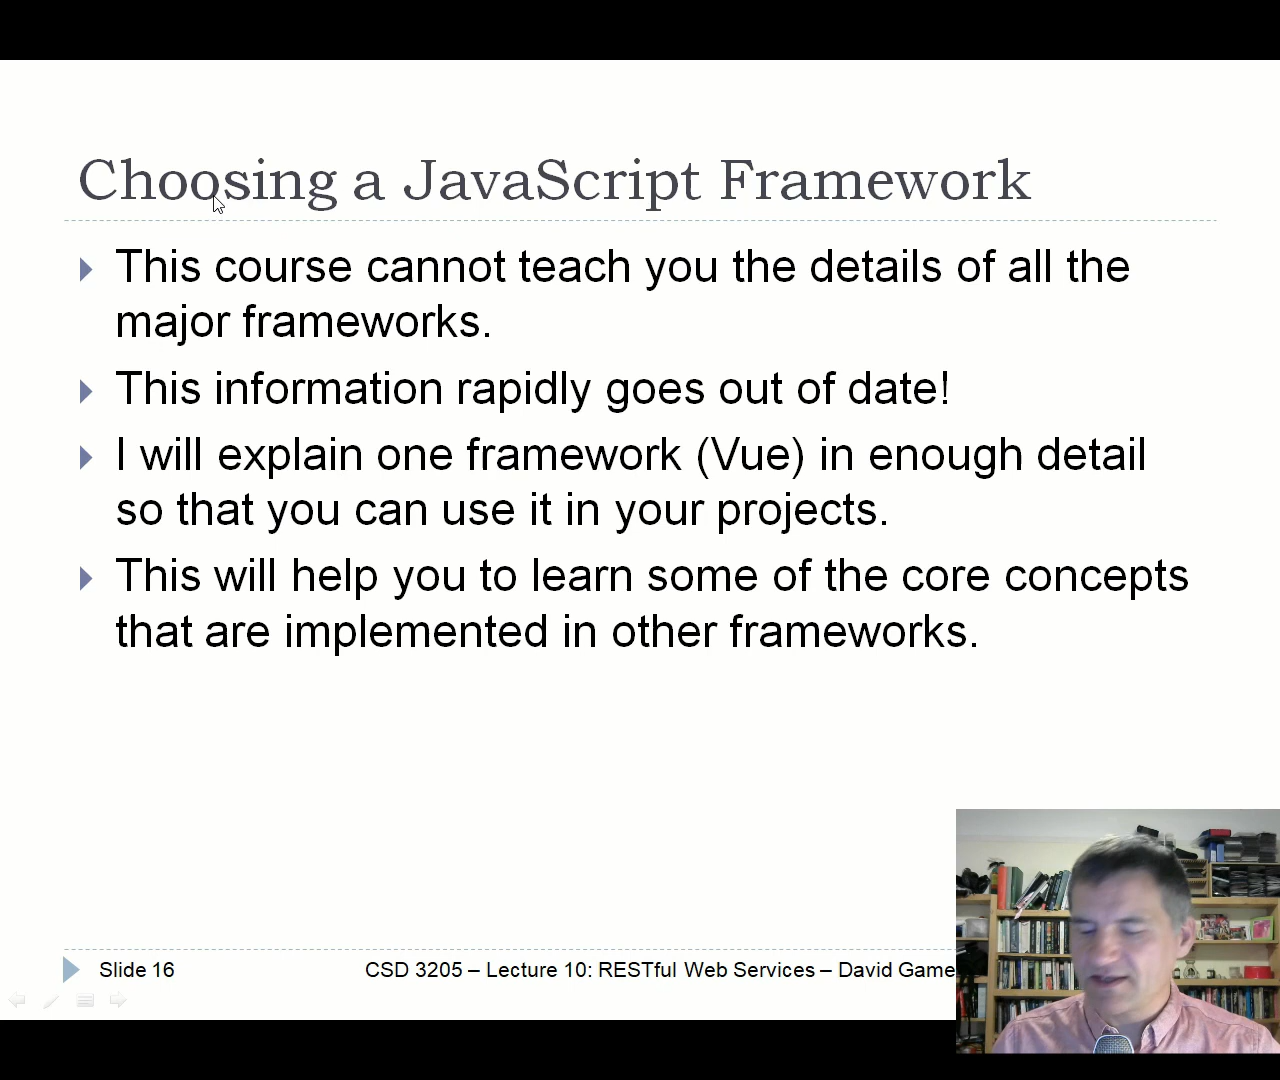 Choosing a JavaScript Framework
This course cannot teach you the details of all the
major frameworks.
This information rapidly goes out of date!
I will explain one framework (Vue) in enough detail
so that you can use it in your projects.
This will help you to learn some of the core concepts
that are implemented in other frameworks.
Slide 16
CSD 3205 – Lecture 10: RESTful Web Services – David Game